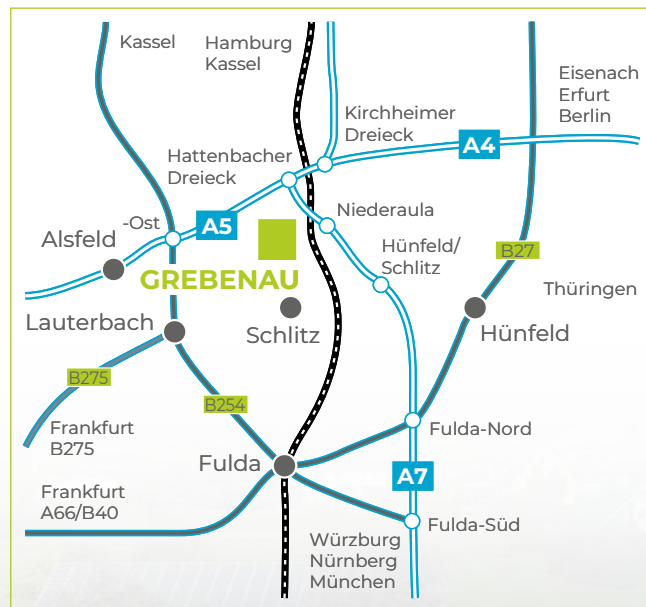 Kassel
Hamburg
Kassel
Eisenach
Erfurt
Berlin
Kirchheimer
Dreieck
A4
Hattenbacher
Dreieck
-Ost
A5
Niederaula
Alsfeld
Hünfeld/
Schlitz
B27
GREBENAU
Thüringen
Lauterbach
Schlitz
Hünfeld
B275
B254
Frankfurt
B275
Fulda-Nord
Fulda
A7
Frankfurt
A66/B40
Fulda-Süd
Würzburg
Nürnberg
München